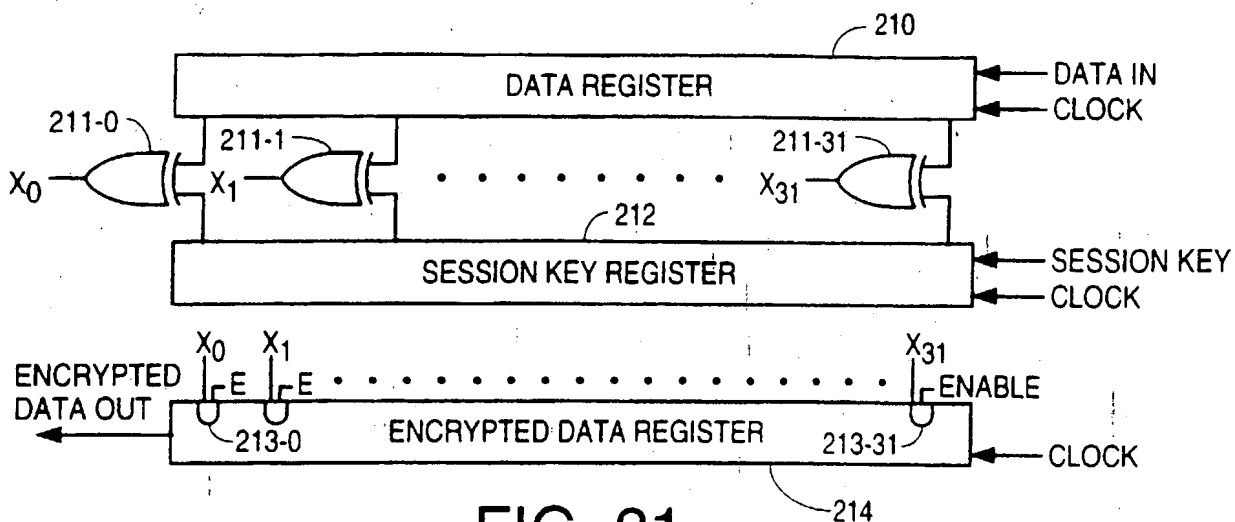 210
DATA REGISTER
DATA IN
CLOCK
211-0
211-1
211-31
X0
X1
X31
212
SESSION KEY REGISTER
SESSION KEY
CLOCK
X0
X1
X31
ENCRYPTED
DATA OUT
E
E
ENABLE
213-0
ENCRYPTED DATA REGISTER
213-31
CLOCK
214